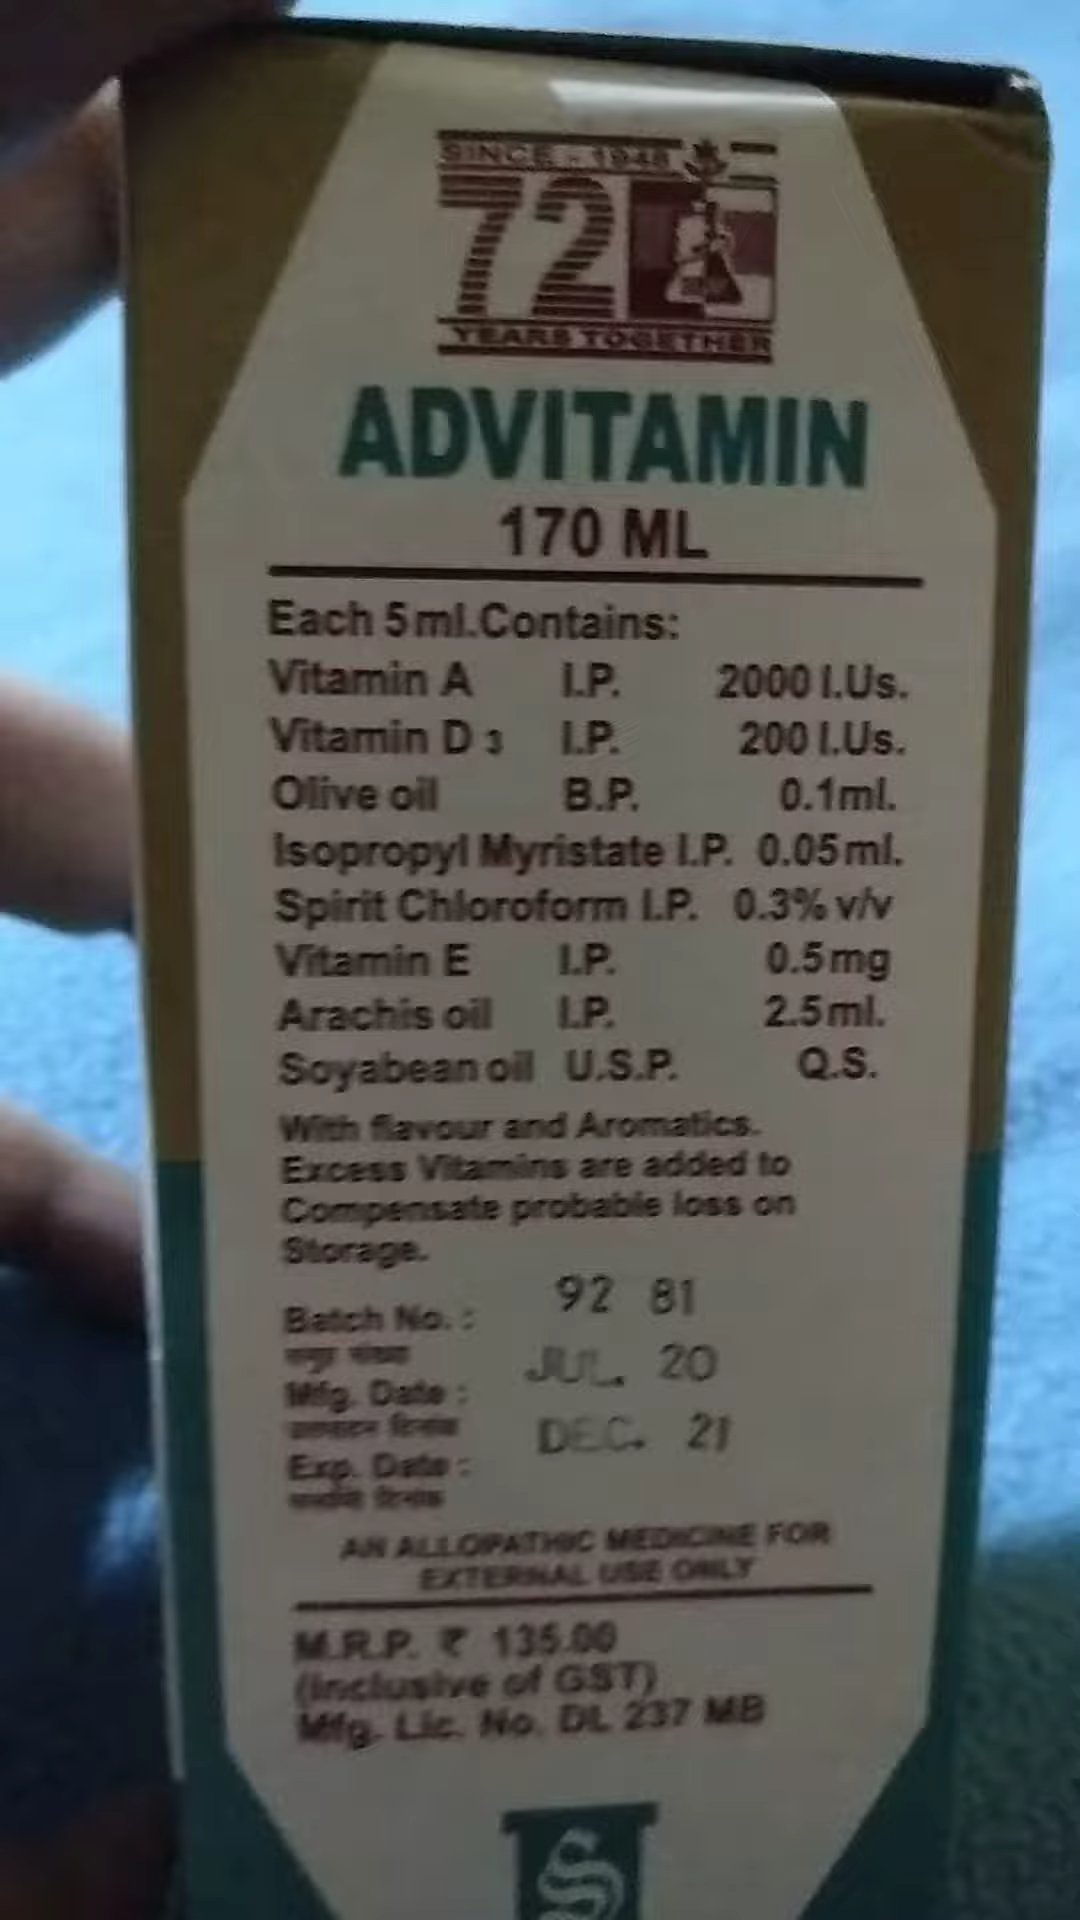 SINCE - 1948
72
YEARS TOGETHER
ADVITAMIN
170 ML
Each 5ml.Contains:
Vitamin A I.P. 2000 I.Us.
Vitamin D3 I.P. 200 I.Us.
Olive oil B.P. 0.1ml.
Isopropyl Myristate I.P. 0.05ml.
Spirit Chloroform I.P. 0.3% v/v
Vitamin E I.P. 0.5mg
Arachis oil I.P. 2.5ml.
Soyabean oil U.S.P. Q.S.
With flavour and Aromatics.
Excess Vitamins are added to
Compensate probable loss on
Storage.
Batch No. : 92 81
Mfg. Date : JUL. 20
दिनांक
Exp. Date : DEC. 21
दिनांक
AN ALLOPATHIC MEDICINE FOR
EXTERNAL USE ONLY
M.R.P. ₹ 135.00
(Inclusive of GST)
Mfg. Lic. No. DL 237 MB
S